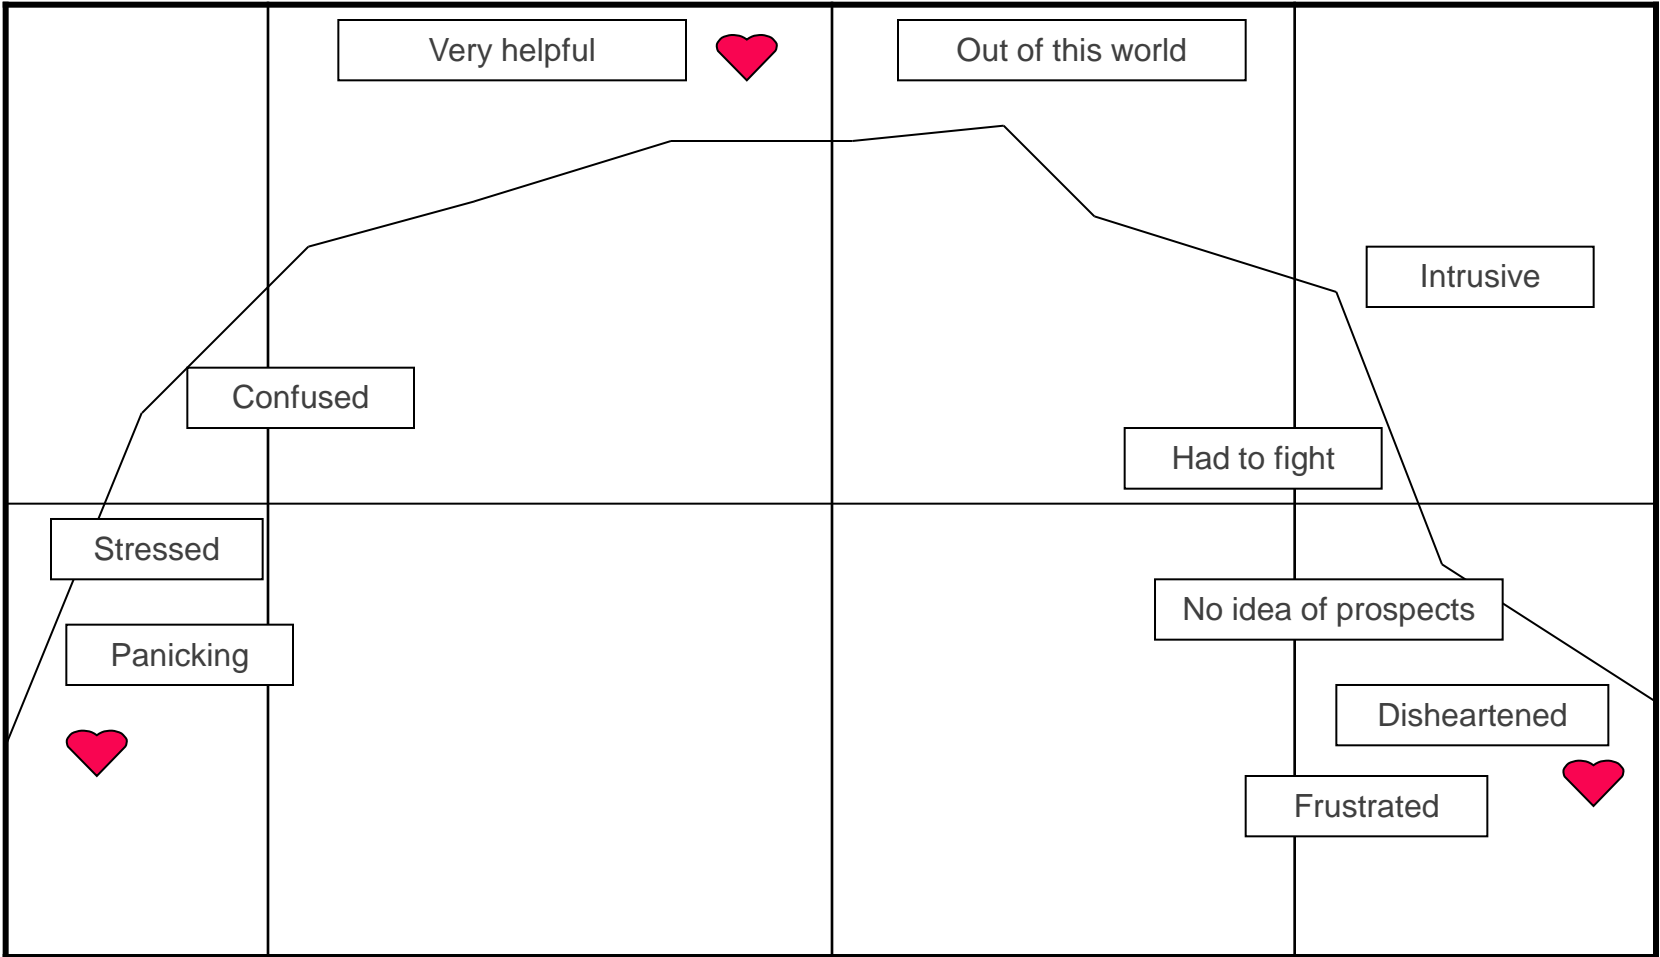 Very helpful
Out of this world
Intrusive
Confused
Had to fight
Stressed
No idea of prospects
Panicking
Disheartened
Frustrated